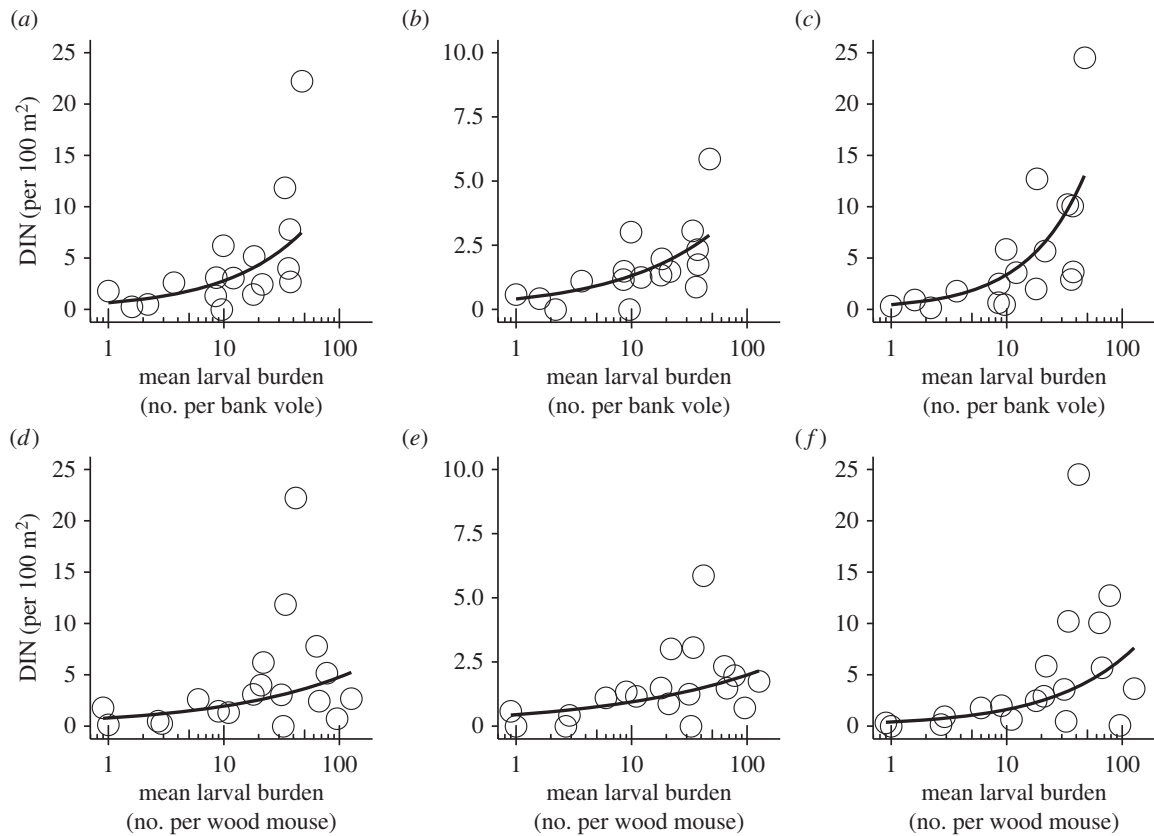 (a)
25
20
15
10
5
0
DIN (per 100 m²)
1
10
100
mean larval burden
(no. per bank vole)
(b)
10.0
7.5
5.0
2.5
0
1
10
100
mean larval burden
(no. per bank vole)
(c)
25
20
15
10
5
0
1
10
100
mean larval burden
(no. per bank vole)
(d)
25
20
15
10
5
0
DIN (per 100 m²)
1
10
100
mean larval burden
(no. per wood mouse)
(e)
10.0
7.5
5.0
2.5
0
1
10
100
mean larval burden
(no. per wood mouse)
(f)
25
20
15
10
5
0
1
10
100
mean larval burden
(no. per wood mouse)